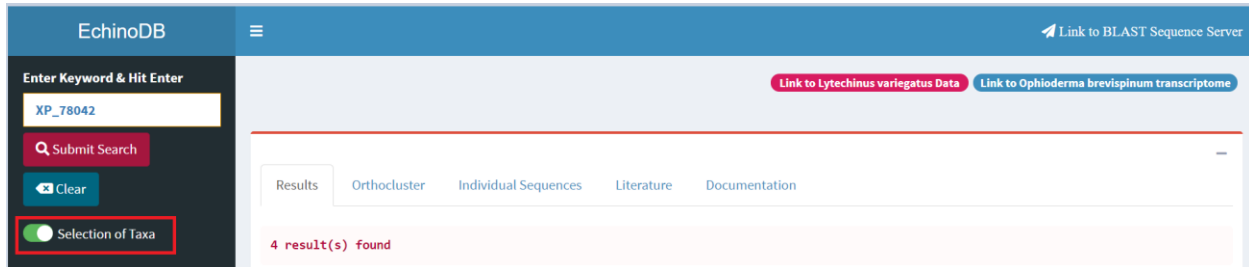 EchinoDB
Link to BLAST Sequence Server
Enter Keyword & Hit Enter
XP_78042
Submit Search
Clear
Selection of Taxa
Link to Lytechinus variegatus Data
Link to Ophioderma brevispinum transcriptome
Results
Orthocluster
Individual Sequences
Literature
Documentation
4 result(s) found